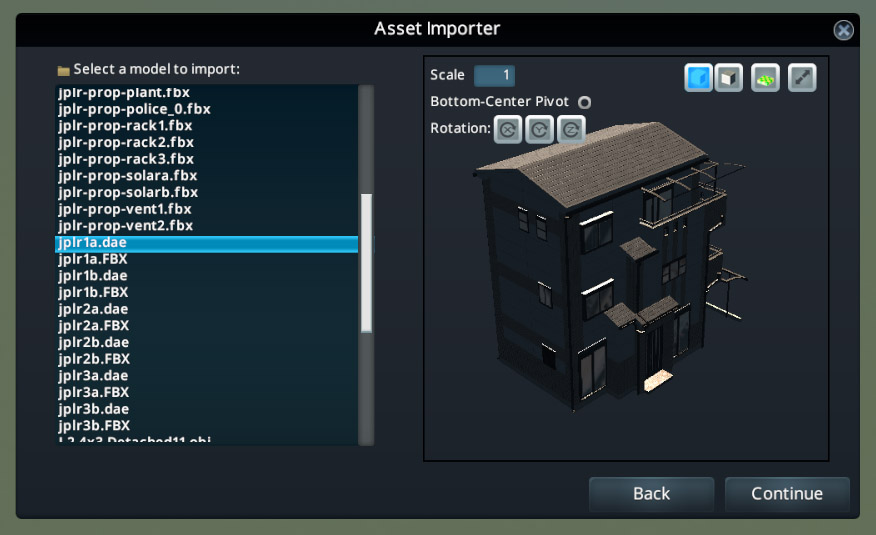 Asset Importer
Select a model to import:
jplr-prop-plant.fbx
jplr-prop-police_0.fbx
jplr-prop-rack1.fbx
jplr-prop-rack2.fbx
jplr-prop-rack3.fbx
jplr-prop-solara.fbx
jplr-prop-solarb.fbx
jplr-prop-vent1.fbx
jplr-prop-vent2.fbx
jplr1a.dae
jplr1a.FBX
jplr1b.dae
jplr1b.FBX
jplr2a.dae
jplr2a.FBX
jplr2b.dae
jplr2b.FBX
jplr3a.dae
jplr3a.FBX
jplr3b.dae
jplr3b.FBX
Scale 1
Bottom-Center Pivot
Rotation: X Y Z
Back Continue